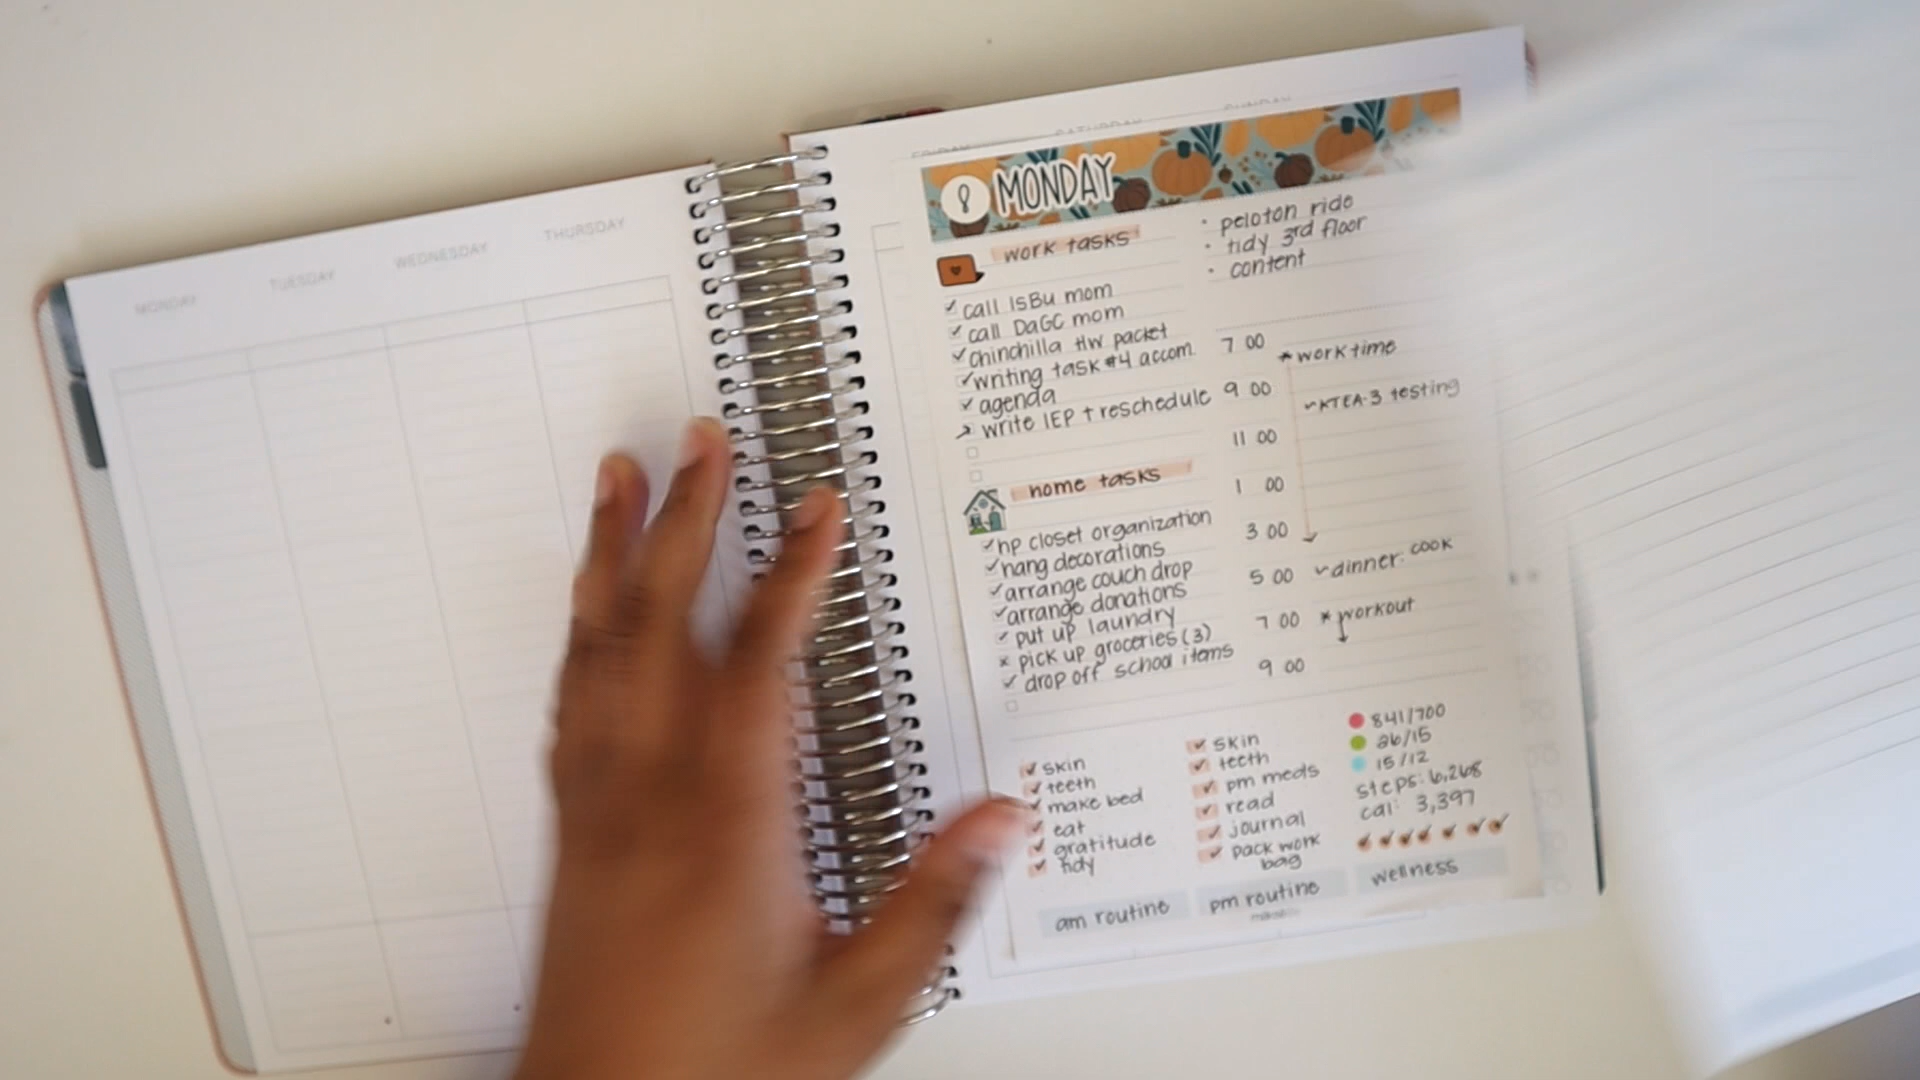 MONDAY
TUESDAY
WEDNESDAY
THURSDAY
SATURDAY
SUNDAY
8 MONDAY
work tasks
call ISBu mom
call DaGC mom
chinchilla HW packet
writing task #4 accom.
agenda
write IEP + reschedule
home tasks
hp closet organization
hang decorations
arrange couch drop
arrange donations
put up laundry
pick up groceries (3)
drop off school items
• peloton ride
• tidy 3rd floor
• content
7 00
* work time
9 00
KTEA-3 testing
11 00
1 00
3 00
5 00
dinner: cook
7 00
* workout
9 00
skin
teeth
make bed
eat
gratitude
tidy
am routine
skin
teeth
pm meds
read
journal
pack work
bag
pm routine
841/700
26/15
15/12
steps: 6,268
cal: 3,397
wellness